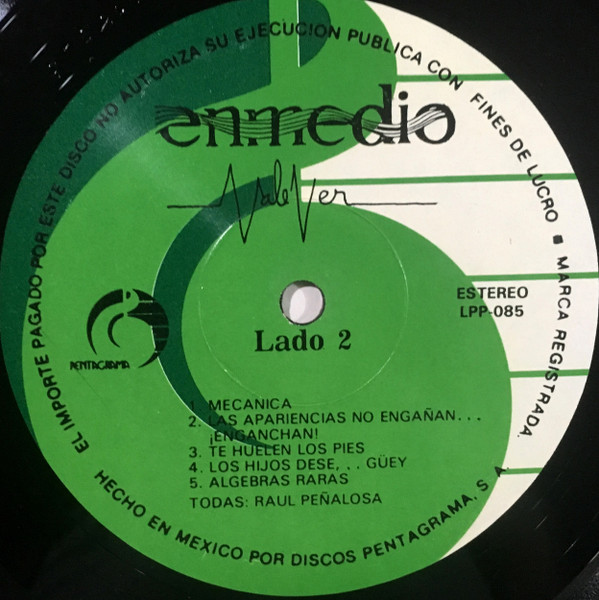 EL IMPORTE PAGADO POR ESTE DISCO NO AUTORIZA SU EJECUCION PUBLICA CON FINES DE LUCRO ■ MARCA REGISTRADA.
enmedio
Vale Ver
ESTEREO
LPP-085
PENTAGRAMA
Lado 2
1. MECANICA
2. LAS APARIENCIAS NO ENGAÑAN...
¡ENGANCHAN!
3. TE HUELEN LOS PIES
4. LOS HIJOS DESE, . . GÜEY
5. ALGEBRAS RARAS
TODAS: RAUL PEÑALOSA
HECHO EN MEXICO POR DISCOS PENTAGRAMA, S. A.